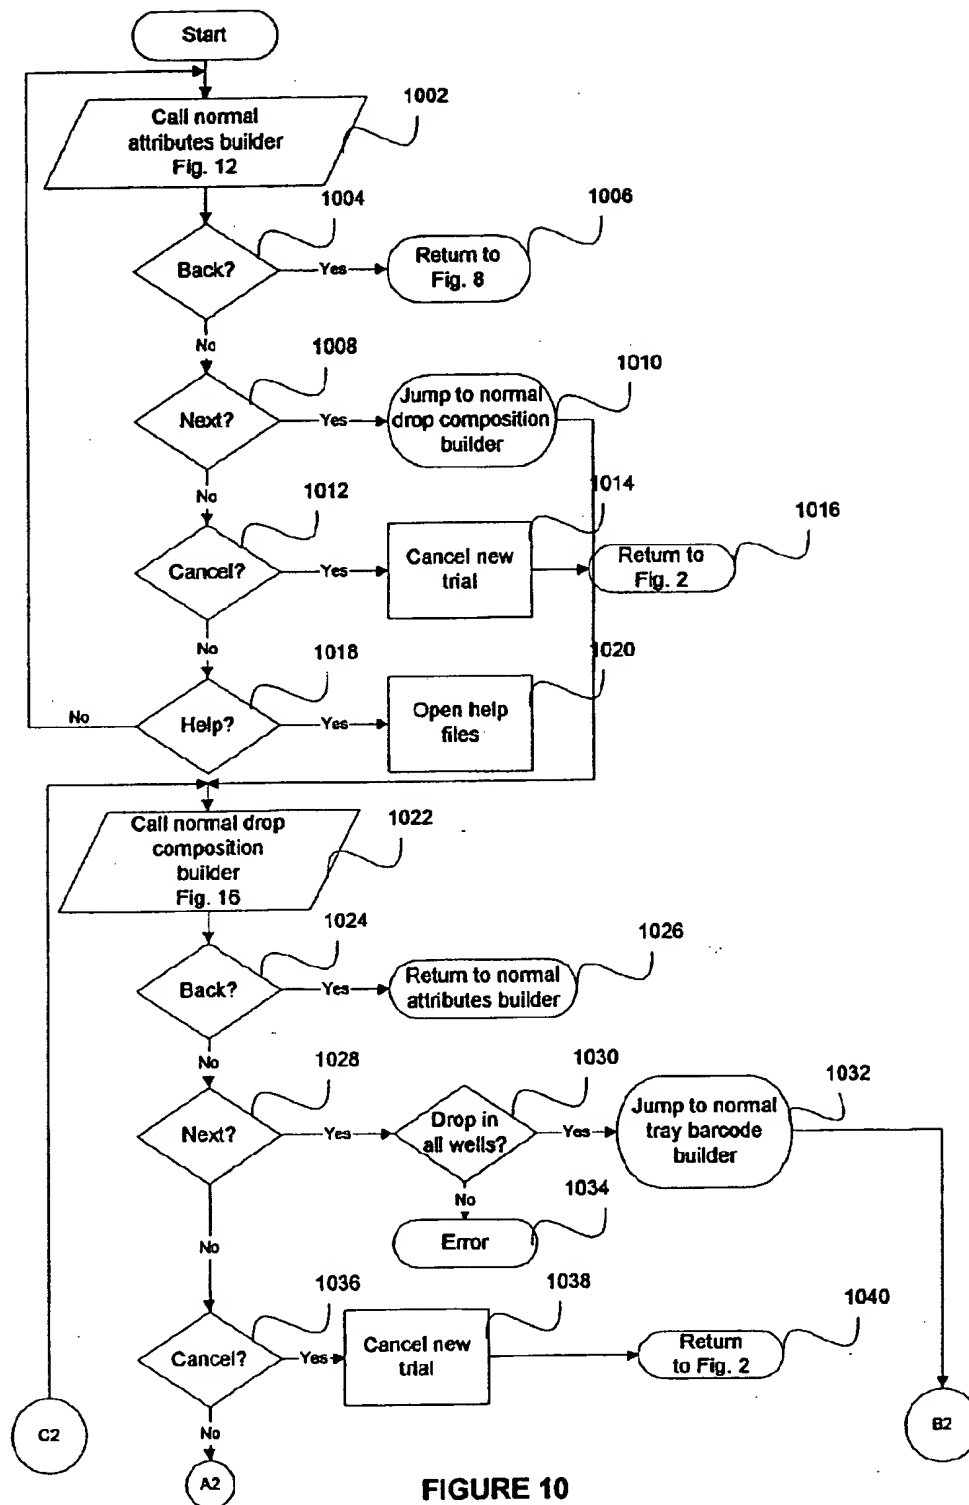 Start
Call normal
attributes builder
Fig. 12
1002
1004
1006
Back?
Yes
Return to
Fig. 8
No
1008
1010
Next?
Yes
Jump to normal
drop composition
builder
No
1012
1014
1016
Cancel?
Yes
Cancel new
trial
Return to
Fig. 2
No
1018
1020
No
Help?
Yes
Open help
files
Call normal drop
composition
builder
Fig. 16
1022
1024
1026
Back?
Yes
Return to normal
attributes builder
No
1028
1030
1032
Next?
Yes
Drop in
all wells?
Yes
Jump to normal
tray barcode
builder
No
1034
Error
No
1036
1038
1040
Cancel?
Yes
Cancel new
trial
Return
to Fig. 2
C2
No
B2
A2
FIGURE 10